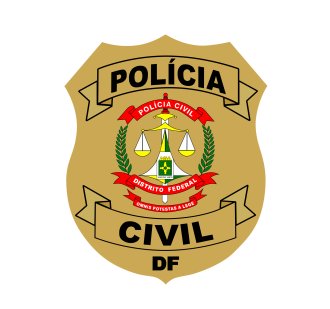 POLÍCIA
POLÍCIA CIVIL
DISTRITO FEDERAL
OMNIS POTESTAS A LEGE
CIVIL
DF